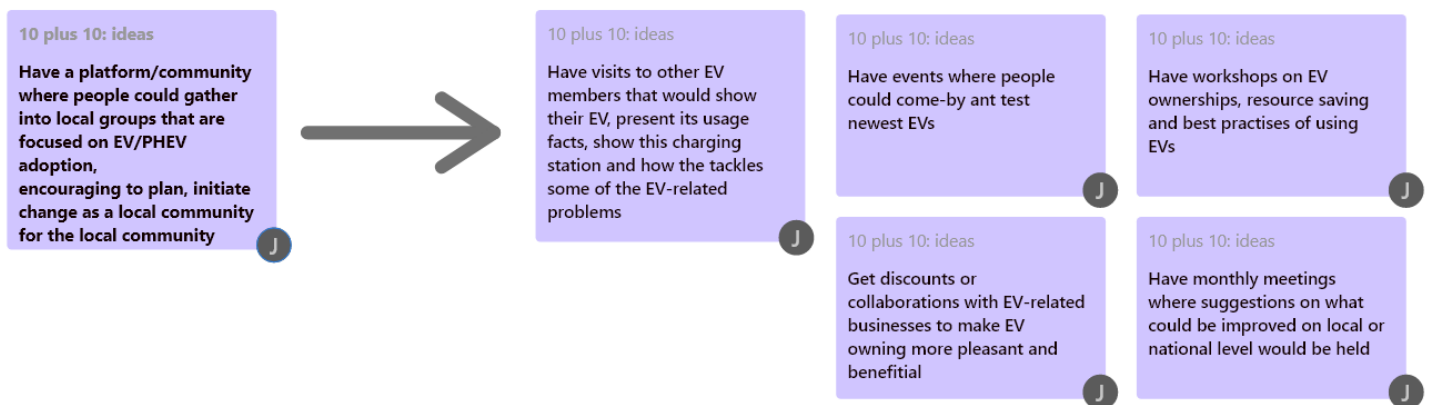 10 plus 10: ideas
Have a platform/community
where people could gather
into local groups that are
focused on EV/PHEV
adoption,
encouraging to plan, initiate
change as a local community
for the local community
J
10 plus 10: ideas
Have visits to other EV
members that would show
their EV, present its usage
facts, show this charging
station and how the tackles
some of the EV-related
problems
J
10 plus 10: ideas
Have events where people
could come-by ant test
newest EVs
J
10 plus 10: ideas
Have workshops on EV
ownerships, resource saving
and best practises of using
EVs
J
10 plus 10: ideas
Get discounts or
collaborations with EV-related
businesses to make EV
owning more pleasant and
benefitial
J
10 plus 10: ideas
Have monthly meetings
where suggestions on what
could be improved on local or
national level would be held
J